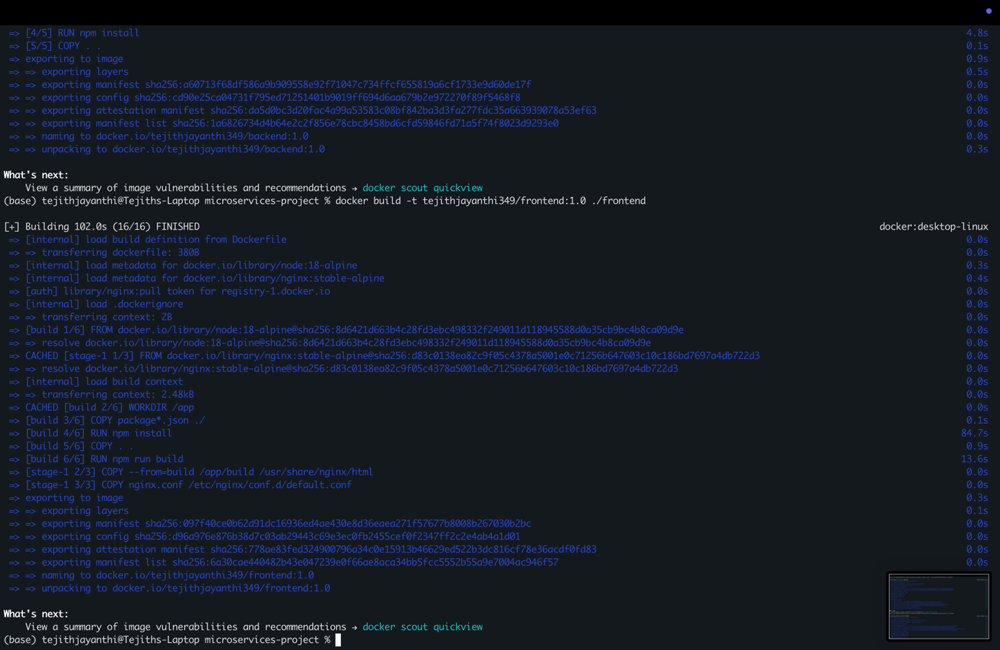 => [4/5] RUN npm install 4.8s
=> [5/5] COPY . . 0.1s
=> exporting to image 0.9s
=> => exporting layers 0.5s
=> => exporting manifest sha256:a60713f68df586a9b909558e92f71047c734ffcf655819a6cf1733e9d60de17f 0.0s
=> => exporting config sha256:cd90e25ca04731f795ed71251401b9019ff694d6aa679b2e972270f89f5468f8 0.0s
=> => exporting attestation manifest sha256:da5d0bc3d20fac4a99a53583c08bf842ba3d3fa277fdc35a663939078a53ef63 0.0s
=> => exporting manifest list sha256:1a6826734d4b64e2c2f856e78cbc8458bd6cfd59846fd71a5f74f8023d9293e0 0.0s
=> => naming to docker.io/tejithjayanthi349/backend:1.0 0.0s
=> => unpacking to docker.io/tejithjayanthi349/backend:1.0 0.3s
What's next:
View a summary of image vulnerabilities and recommendations → docker scout quickview
(base) tejithjayanthi@Tejiths-Laptop microservices-project % docker build -t tejithjayanthi349/frontend:1.0 ./frontend
[+] Building 102.0s (16/16) FINISHED docker:desktop-linux
=> [internal] load build definition from Dockerfile 0.0s
=> => transferring dockerfile: 380B 0.0s
=> [internal] load metadata for docker.io/library/node:18-alpine 0.3s
=> [internal] load metadata for docker.io/library/nginx:stable-alpine 0.4s
=> [auth] library/nginx:pull token for registry-1.docker.io 0.0s
=> [internal] load .dockerignore 0.0s
=> => transferring context: 2B 0.0s
=> [build 1/6] FROM docker.io/library/node:18-alpine@sha256:8d6421d663b4c28fd3ebc498332f249011d118945588d0a35cb9bc4b8ca09d9e 0.0s
=> => resolve docker.io/library/node:18-alpine@sha256:8d6421d663b4c28fd3ebc498332f249011d118945588d0a35cb9bc4b8ca09d9e 0.0s
=> CACHED [stage-1 1/3] FROM docker.io/library/nginx:stable-alpine@sha256:d83c0138ea82c9f05c4378a5001e0c71256b647603c10c186bd7697a4db722d3 0.0s
=> => resolve docker.io/library/nginx:stable-alpine@sha256:d83c0138ea82c9f05c4378a5001e0c71256b647603c10c186bd7697a4db722d3 0.0s
=> [internal] load build context 0.0s
=> => transferring context: 2.48kB 0.0s
=> CACHED [build 2/6] WORKDIR /app 0.0s
=> [build 3/6] COPY package*.json ./ 0.1s
=> [build 4/6] RUN npm install 84.7s
=> [build 5/6] COPY . . 0.9s
=> [build 6/6] RUN npm run build 13.6s
=> [stage-1 2/3] COPY --from=build /app/build /usr/share/nginx/html 0.0s
=> [stage-1 3/3] COPY nginx.conf /etc/nginx/conf.d/default.conf 0.0s
=> exporting to image 0.3s
=> => exporting layers 0.1s
=> => exporting manifest sha256:097f40ce0b62d91dc16936ed4ae430e8d36eaea271f57677b8008b267030b2bc 0.0s
=> => exporting config sha256:d96a976e876b38d7c03ab29443c69e3ec0fb2455cef0f2347ff2c2e4ab4a1d01 0.0s
=> => exporting attestation manifest sha256:778ae83fed324900796a34c0e15913b46629ed522b3dc816cf78e36acdf0fd83 0.0s
=> => exporting manifest list sha256:6a30cae440482b43e047239e0f66ae8aca34bb5fcc5552b55a9e7004ac946f57 0.0s
=> => naming to docker.io/tejithjayanthi349/frontend:1.0
=> => unpacking to docker.io/tejithjayanthi349/frontend:1.0
What's next:
View a summary of image vulnerabilities and recommendations → docker scout quickview
(base) tejithjayanthi@Tejiths-Laptop microservices-project %